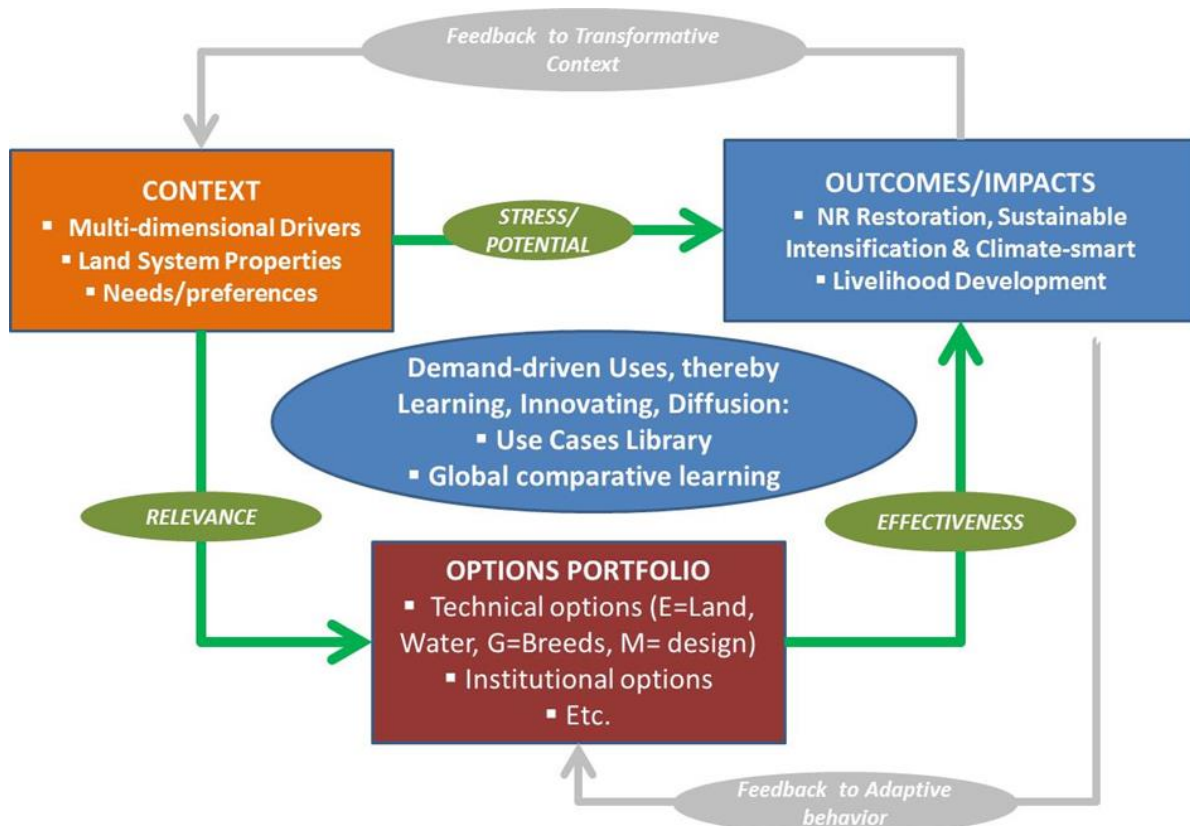 Feedback to Transformative
Context
CONTEXT
▪ Multi-dimensional Drivers
▪ Land System Properties
▪ Needs/preferences
STRESS/
POTENTIAL
OUTCOMES/IMPACTS
▪ NR Restoration, Sustainable
Intensification & Climate-smart
▪ Livelihood Development
Demand-driven Uses, thereby
Learning, Innovating, Diffusion:
▪ Use Cases Library
▪ Global comparative learning
RELEVANCE
EFFECTIVENESS
OPTIONS PORTFOLIO
▪ Technical options (E=Land,
Water, G=Breeds, M= design)
▪ Institutional options
▪ Etc.
Feedback to Adaptive
behavior